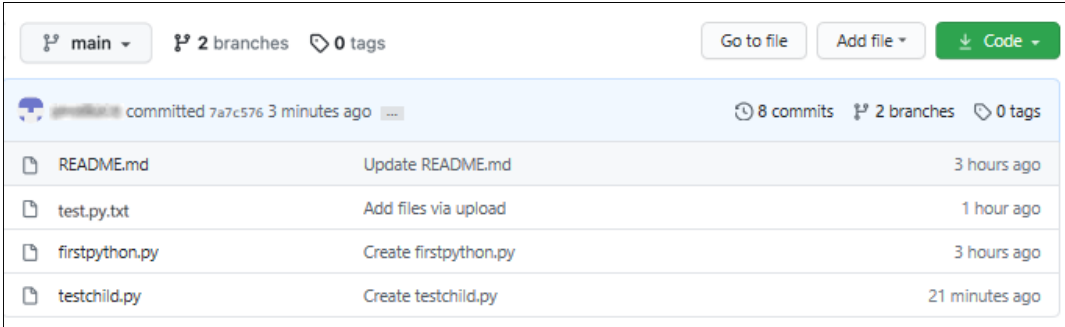 main 2 branches 0 tags Go to file Add file Code
committed 7a7c576 3 minutes ago ... 8 commits 2 branches 0 tags
README.md Update README.md 3 hours ago
test.py.txt Add files via upload 1 hour ago
firstpython.py Create firstpython.py 3 hours ago
testchild.py Create testchild.py 21 minutes ago